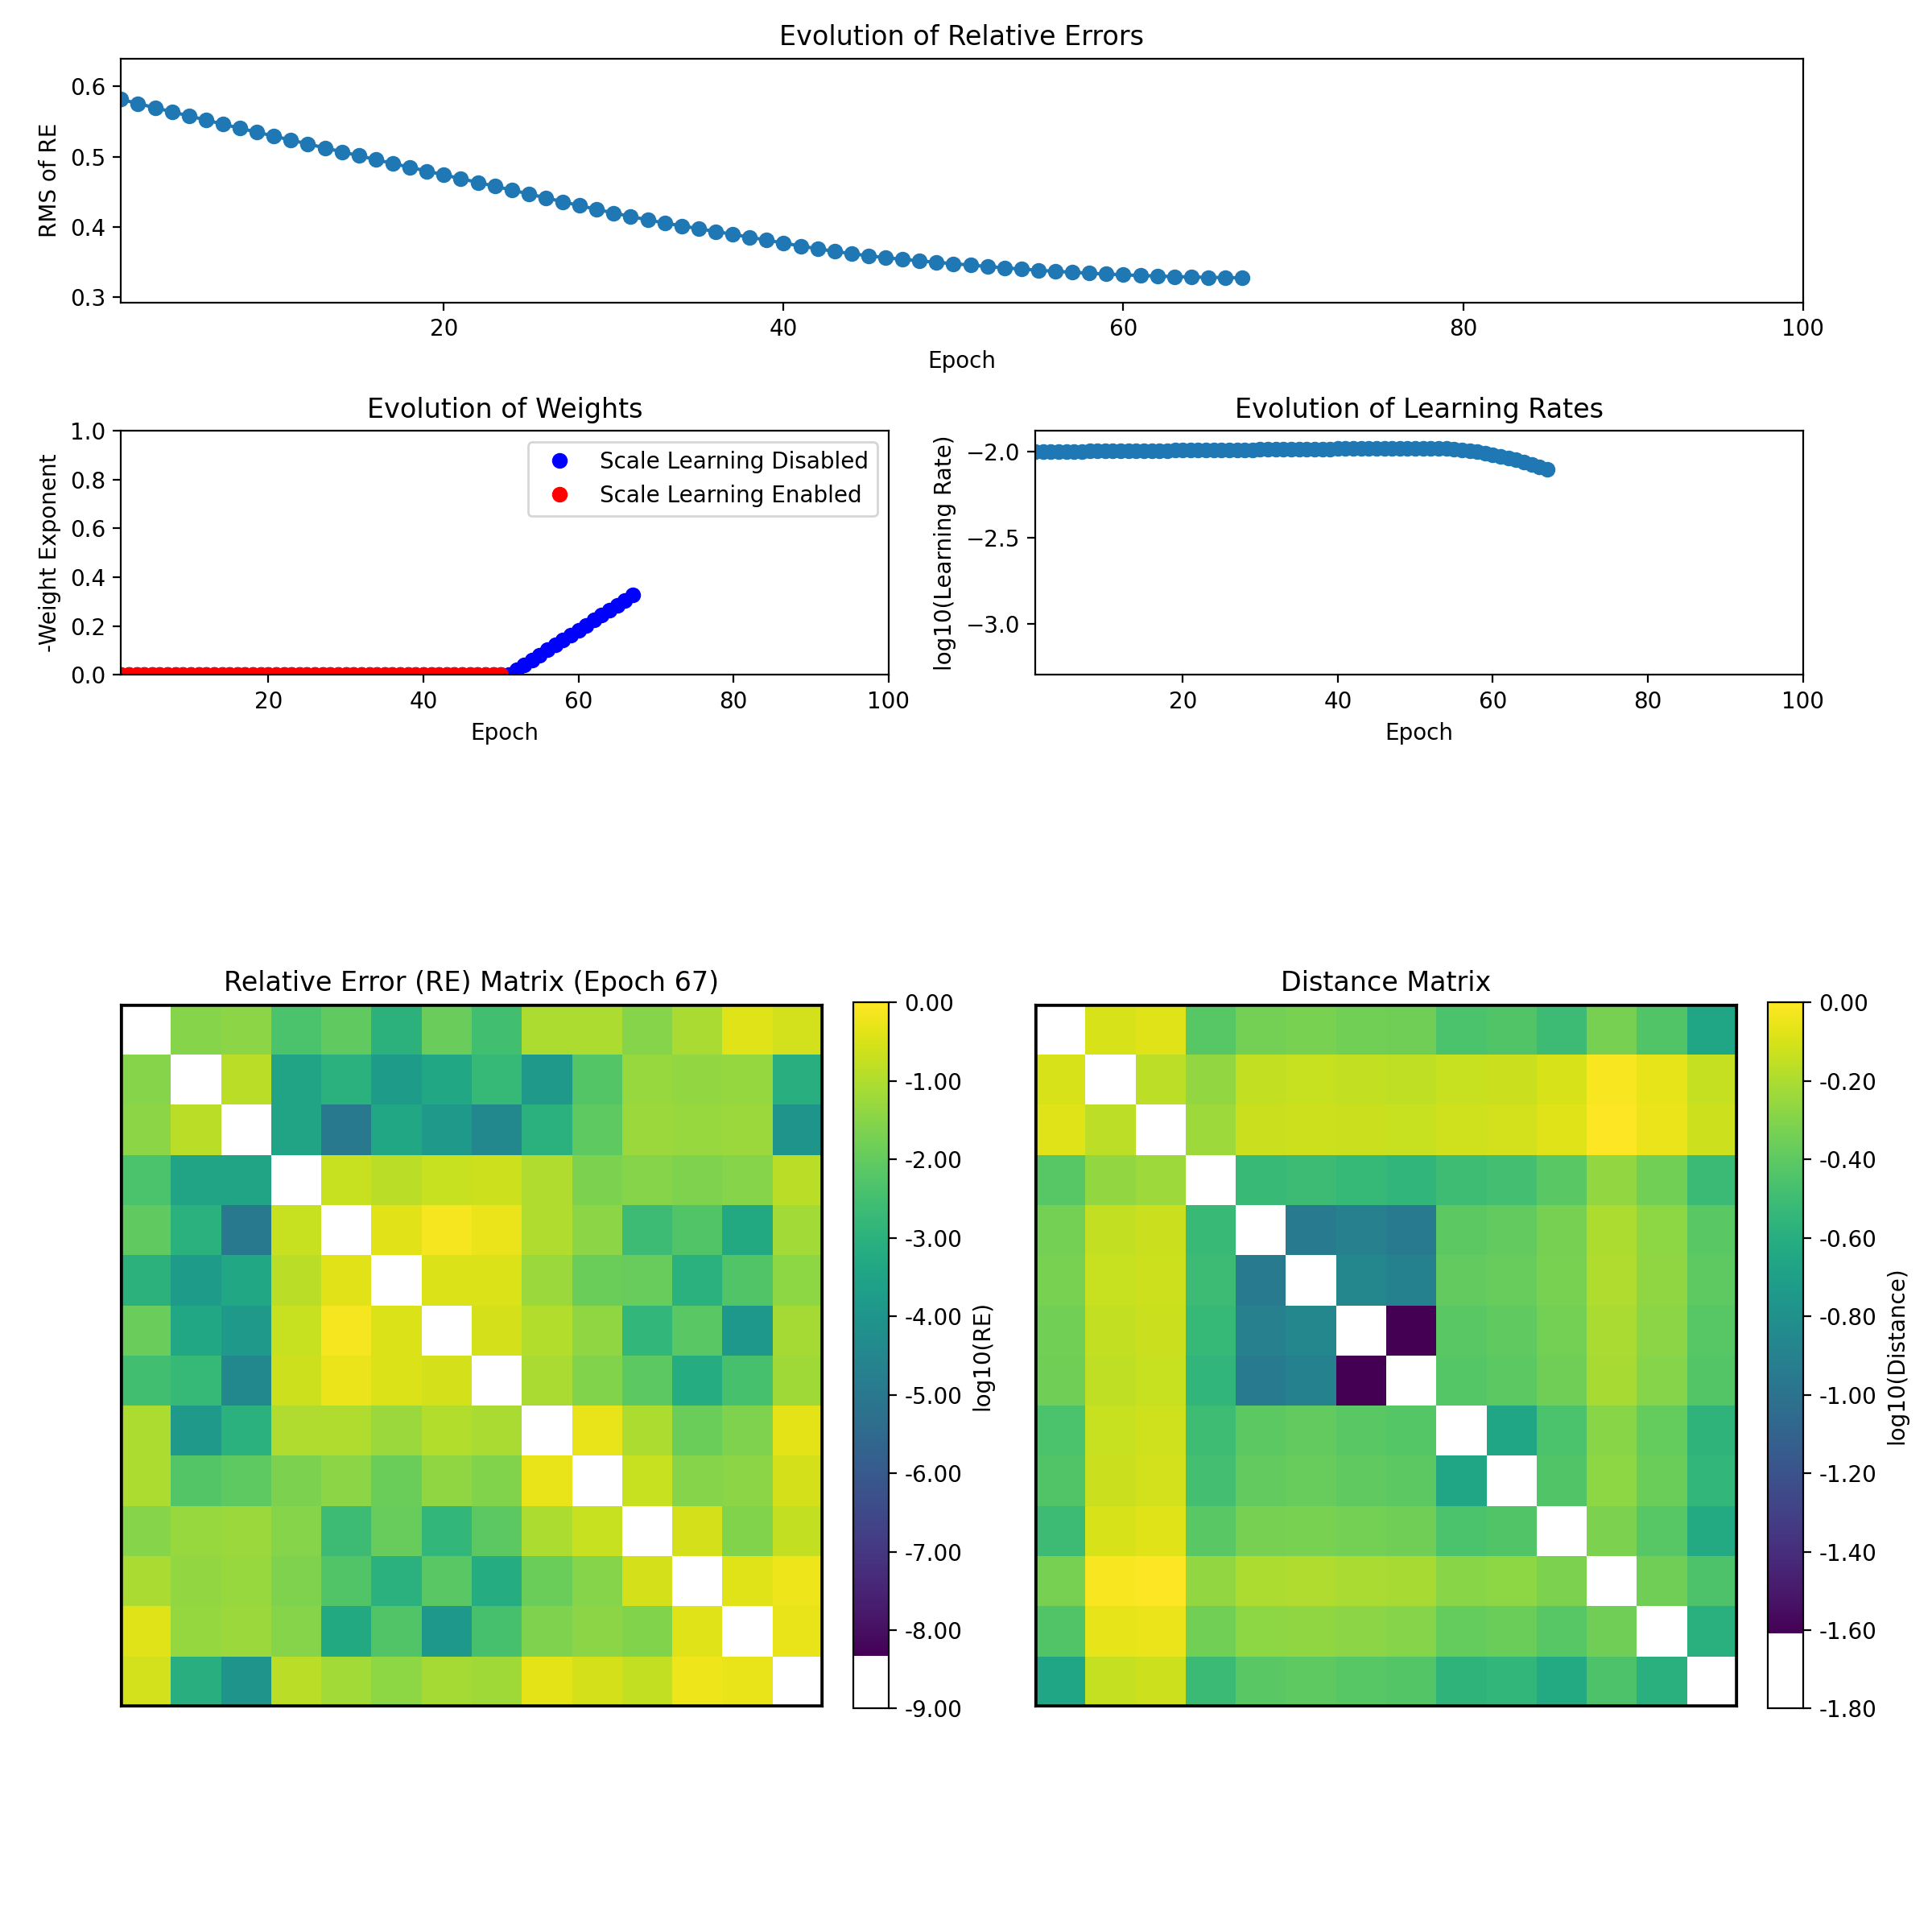 Evolution of Relative Errors
RMS of RE
0.6
0.5
0.4
0.3
20 40 60 80 100
Epoch
Evolution of Weights
-Weight Exponent
1.0
0.8
0.6
0.4
0.2
0.0
Scale Learning Disabled
Scale Learning Enabled
20 40 60 80 100
Epoch
Evolution of Learning Rates
log10(Learning Rate)
−2.0
−2.5
−3.0
20 40 60 80 100
Epoch
Relative Error (RE) Matrix (Epoch 67)
0.00
-1.00
-2.00
-3.00
-4.00
-5.00
-6.00
-7.00
-8.00
-9.00
log10(RE)
Distance Matrix
0.00
-0.20
-0.40
-0.60
-0.80
-1.00
-1.20
-1.40
-1.60
-1.80
log10(Distance)